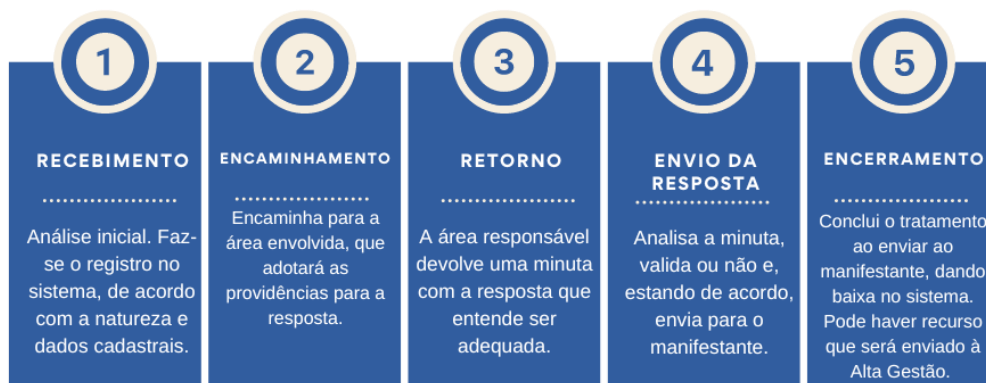 1
RECEBIMENTO
Análise inicial. Faz-
se o registro no
sistema, de acordo
com a natureza e
dados cadastrais.
2
ENCAMINHAMENTO
Encaminha para a
área envolvida, que
adotará as
providências para a
resposta.
3
RETORNO
A área responsável
devolve uma minuta
com a resposta que
entende ser
adequada.
4
ENVIO DA
RESPOSTA
Analisa a minuta,
valida ou não e,
estando de acordo,
envia para o
manifestante.
5
ENCERRAMENTO
Conclui o tratamento
ao enviar ao
manifestante, dando
baixa no sistema.
Pode haver recurso
que será enviado à
Alta Gestão.